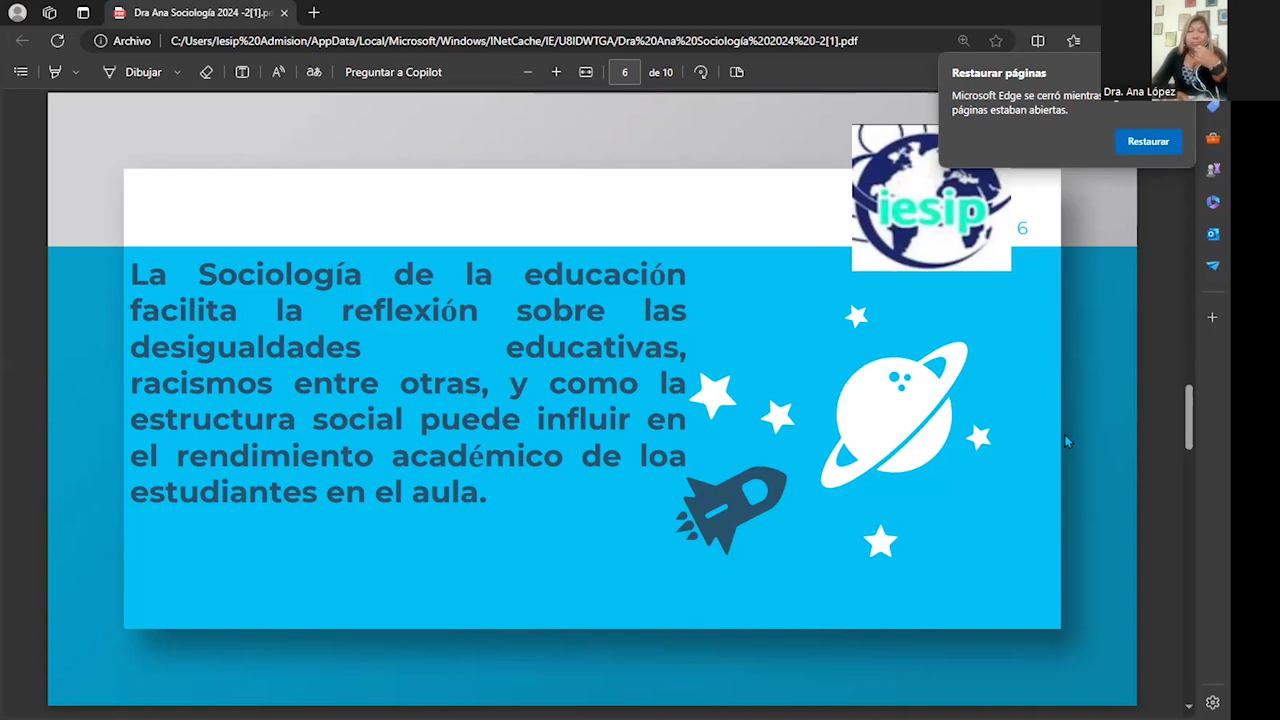 Dra Ana Sociología 2024 -2[1].pd
Archivo
C:/Users/Iesip%20Admision/AppData/Local/Microsoft/Windows/INetCache/IE/U8IDWTGA/Dra%20Ana%20Sociología%202024%20-2[1].pdf
Dibujar
Preguntar a Copilot
6
de 10
Restaurar páginas
Microsoft Edge se cerró mientras
páginas estaban abiertas.
Restaurar
Dra. Ana López
iesip
6
La Sociología de la educación
facilita la reflexión sobre las
desigualdades educativas,
racismos entre otras, y como la
estructura social puede influir en
el rendimiento académico de loa
estudiantes en el aula.